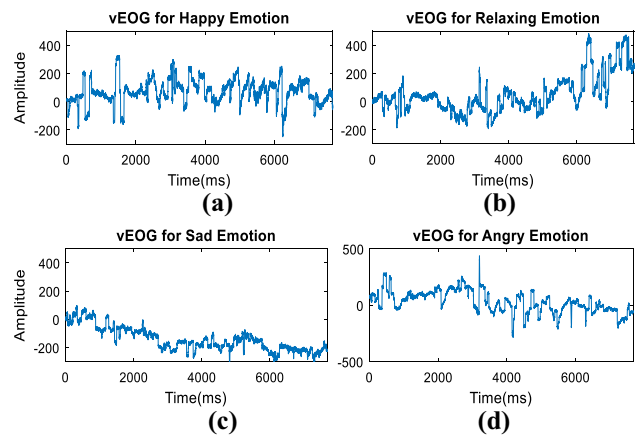 vEOG for Happy Emotion
400
200
0
-200
Amplitude
0 2000 4000 6000
Time(ms)
(a)
vEOG for Relaxing Emotion
400
200
0
-200
0 2000 4000 6000
Time(ms)
(b)
vEOG for Sad Emotion
400
200
0
-200
Amplitude
0 2000 4000 6000
Time(ms)
(c)
vEOG for Angry Emotion
500
0
-500
0 2000 4000 6000
Time(ms)
(d)